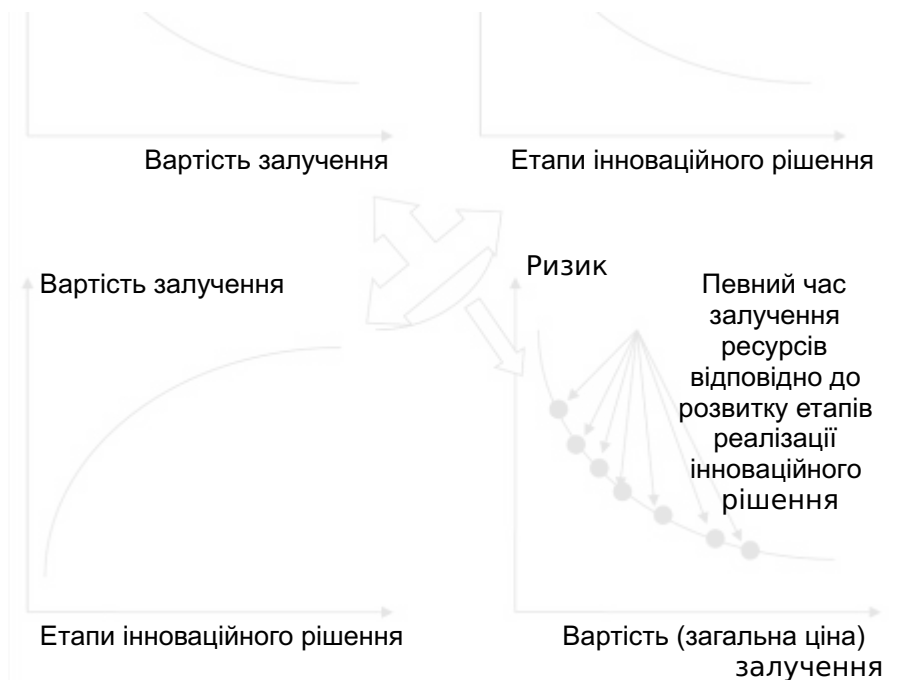 Вартість залучення
Етапи інноваційного рішення
Вартість залучення
Ризик
Певний час
залучення
ресурсів
відповідно до
розвитку етапів
реалізації
інноваційного
рішення
Етапи інноваційного рішення
Вартість (загальна ціна)
залучення